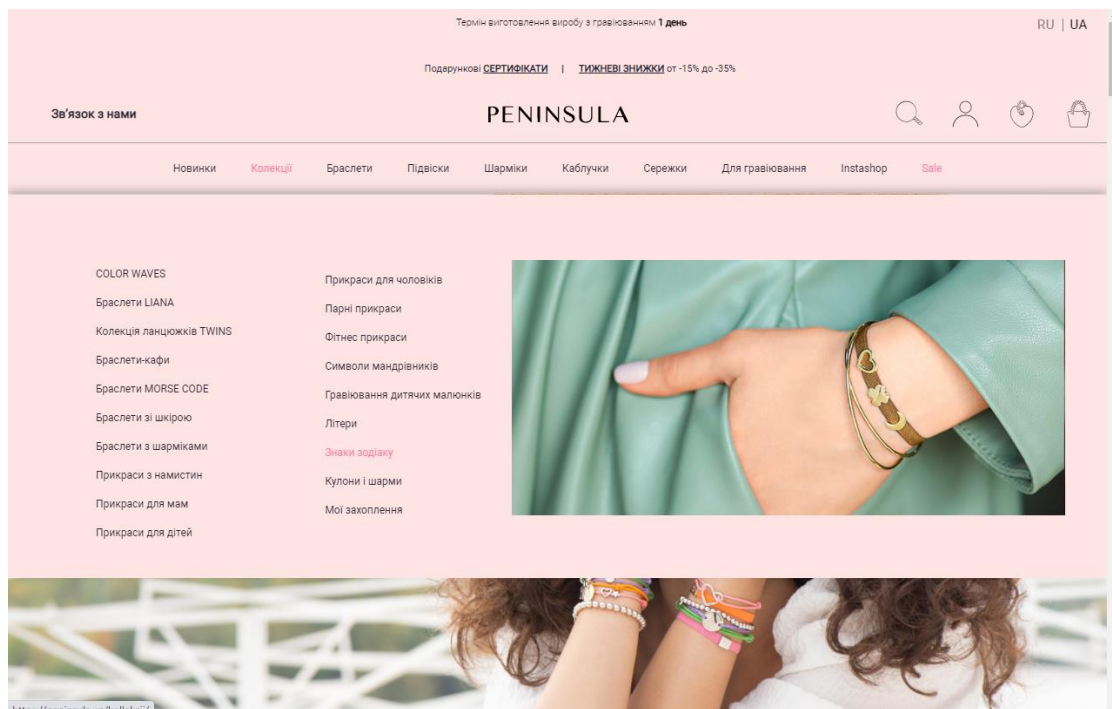 Термін виготовлення виробу з гравіюванням 1 день
RU | UA
Подарункові СЕРТИФІКАТИ | ТИЖНЕВІ ЗНИЖКИ от -15% до -35%
Зв'язок з нами
PENINSULA
Новинки Колекції Браслети Підвіски Шарміки Каблучки Сережки Для гравіювання Instashop Sale
COLOR WAVES
Браслети LIANA
Колекція ланцюжків TWINS
Браслети-кафи
Браслети MORSE CODE
Браслети зі шкірою
Браслети з шарміками
Прикраси з намистин
Прикраси для мам
Прикраси для дітей
Прикраси для чоловіків
Парні прикраси
Фітнес прикраси
Символи мандрівників
Гравіювання дитячих малюнків
Літери
Знаки зодіаку
Кулони і шарми
Мої захоплення